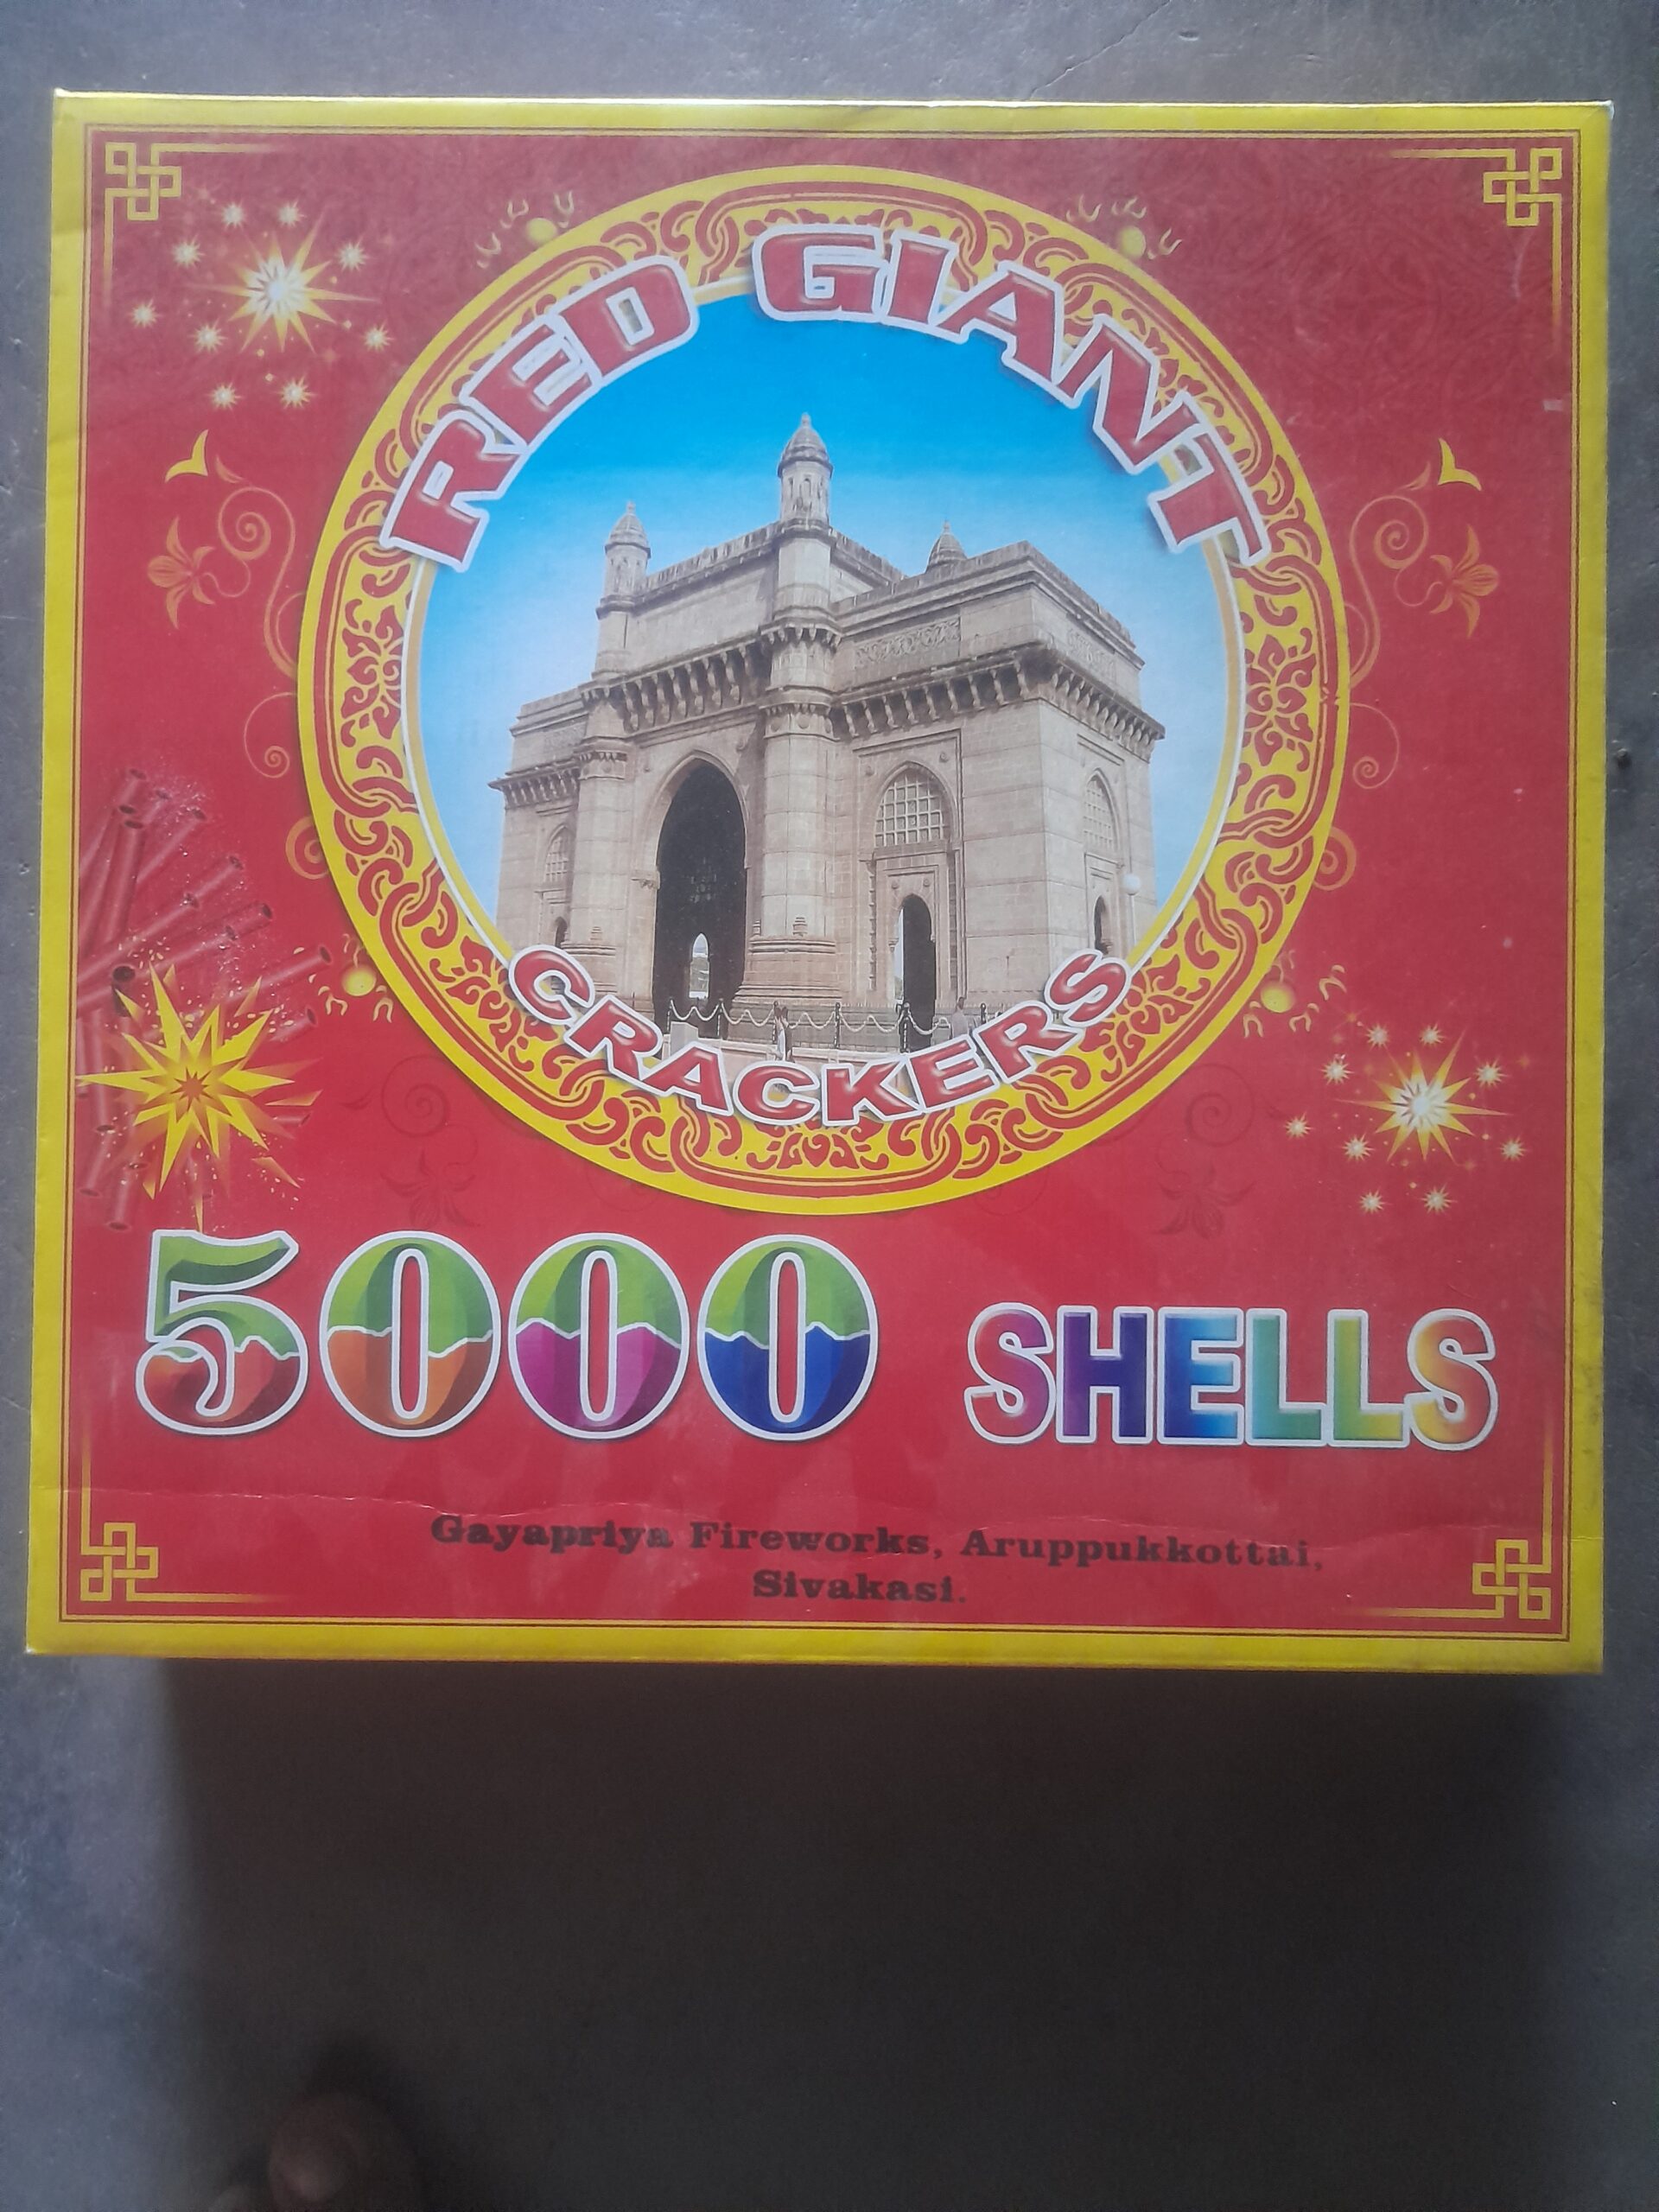 RED GIANT
CRACKERS
5000 SHELLS
Gayapriya Fireworks, Aruppukkottai,
Sivakasi.